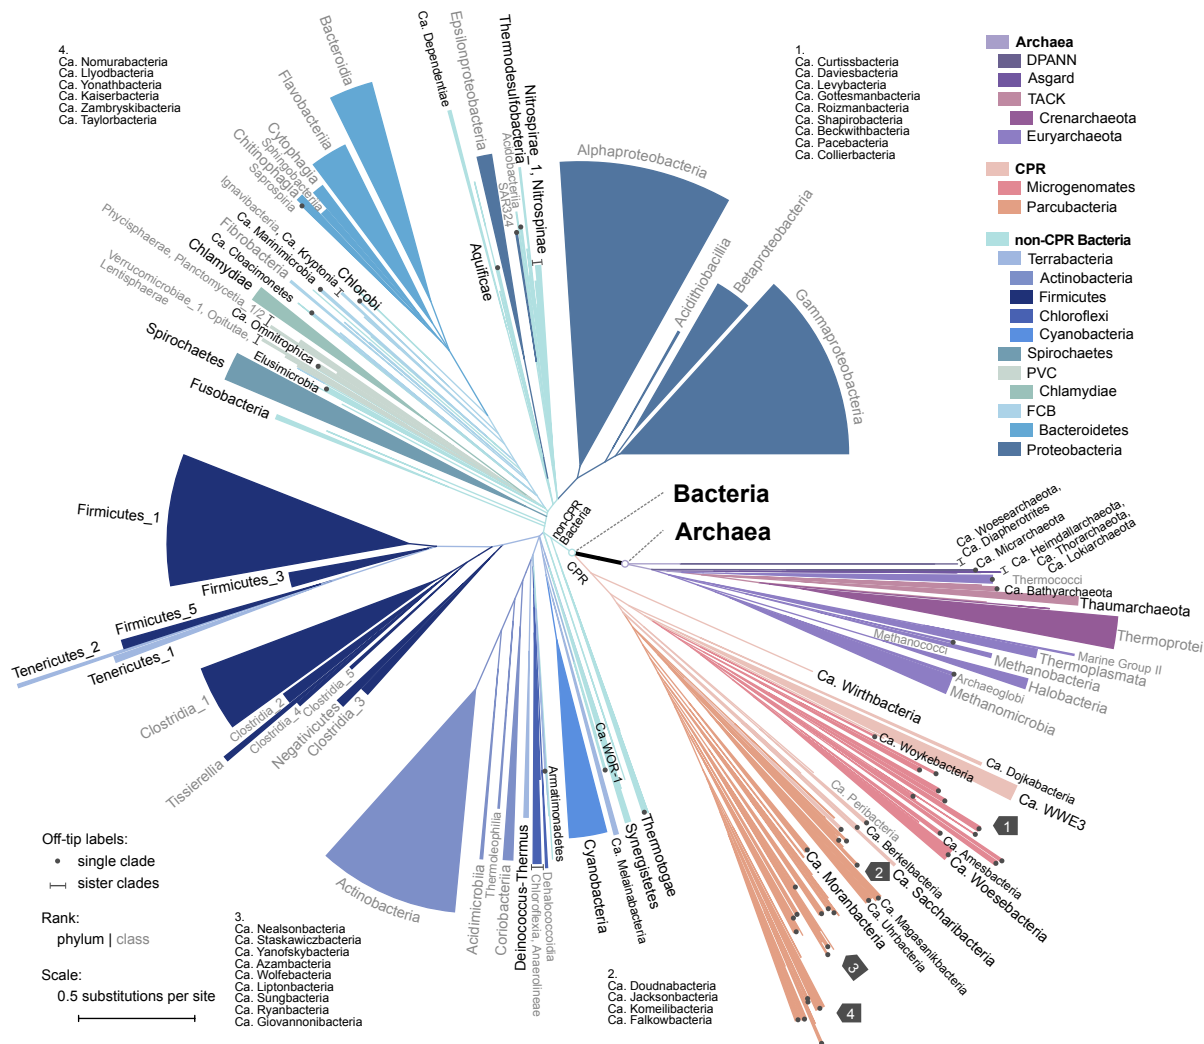 4.
Ca. Nomurabacteria
Ca. Llyodbacteria
Ca. Yonathbacteria
Ca. Kaiserbacteria
Ca. Zambryskibacteria
Ca. Taylorbacteria
1.
Ca. Curtissbacteria
Ca. Daviesbacteria
Ca. Levybacteria
Ca. Gottesmanbacteria
Ca. Roizmanbacteria
Ca. Shapirobacteria
Ca. Beckwithbacteria
Ca. Pacebacteria
Ca. Collierbacteria
Archaea
DPANN
Asgard
TACK
Crenarchaeota
Euryarchaeota
CPR
Microgenomates
Parcubacteria
non-CPR Bacteria
Terrabacteria
Actinobacteria
Firmicutes
Chloroflexi
Cyanobacteria
Spirochaetes
PVC
Chlamydiae
FCB
Bacteroidetes
Proteobacteria
Bacteroidia
Flavobacteriia
Cytophagia
Sphingobacteriia
Chitinophagia
Saprospiria
Ignavibacteria, Ca. Kryptonia
Chlorobi
Ca. Marinimicrobia
Fibrobacteria
Ca. Cloacimonetes
Chlamydiae
Phycisphaerae, Planctomycetia_1/2
Ca. Omnitrophica
Verrucomicrobiae_1, Opitutae,
Lentisphaerae
Elusimicrobia
Spirochaetes
Fusobacteria
Ca. Dependentiae
Epsilonproteobacteria
Aquificae
Thermodesulfobacteria
Acidobacteriia
SAR324
Nitrospirae_1, Nitrospinae
Alphaproteobacteria
Acidithiobacillia
Betaproteobacteria
Gammaproteobacteria
Bacteria
Archaea
non-CPR
Bacteria
CPR
Ca. Woesearchaeota,
Ca. Diapherotrites
Ca. Micrarchaeota
Ca. Heimdallarchaeota,
Ca. Thorarchaeota,
Ca. Lokiarchaeota
Thermococci
Ca. Bathyarchaeota
Thaumarchaeota
Thermoprotei
Marine Group II
Thermoplasmata
Methanococci
Methanobacteria
Halobacteria
Archaeoglobi
Methanomicrobia
Firmicutes_1
Firmicutes_3
Firmicutes_5
Tenericutes_2
Tenericutes_1
Clostridia_1
Clostridia_2
Clostridia_4
Clostridia_5
Tissierellia
Negativicutes
Clostridia_3
Actinobacteria
Acidimicrobiia
Thermoleophilia
Coriobacteriia
Deinococcus-Thermus
Chloroflexia, Anaerolineae
Dehalococcoidia
Armatimonadetes
Cyanobacteria
Ca. Melainabacteria
Ca. WOR-1
Synergistetes
Thermotogae
Ca. Wirthbacteria
Ca. Dojkabacteria
Ca. WWE3
Ca. Woykebacteria
1
Ca. Amesbacteria
Ca. Woesebacteria
Ca. Peribacteria
Ca. Berkelbacteria
Ca. Saccharibacteria
2
Ca. Magasanikbacteria
Ca. Uhrbacteria
Ca. Moranbacteria
3
4
Off-tip labels:
single clade
sister clades
Rank:
phylum | class
Scale:
0.5 substitutions per site
3.
Ca. Nealsonbacteria
Ca. Staskawiczbacteria
Ca. Yanofskybacteria
Ca. Azambacteria
Ca. Wolfebacteria
Ca. Liptonbacteria
Ca. Sungbacteria
Ca. Ryanbacteria
Ca. Giovannonibacteria
2.
Ca. Doudnabacteria
Ca. Jacksonbacteria
Ca. Komeilibacteria
Ca. Falkowbacteria